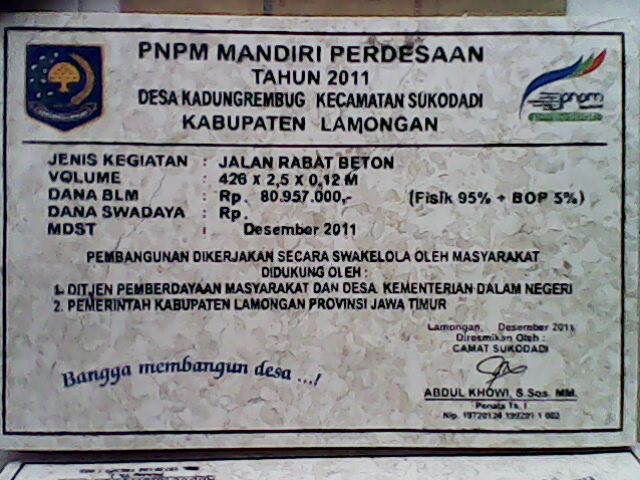 PNPM MANDIRI PERDESAAN
TAHUN 2011
DESA KADUNGREMBUG KECAMATAN SUKODADI
KABUPATEN LAMONGAN
pnpm
JENIS KEGIATAN : JALAN RABAT BETON
VOLUME : 426 X 2,5 X 0,12 M
DANA BLM : Rp. 80.957.000,- (Fisik 95% + BOP 5%)
DANA SWADAYA : Rp.
MDST : Desember 2011
PEMBANGUNAN DIKERJAKAN SECARA SWAKELOLA OLEH MASYARAKAT
DIDUKUNG OLEH :
1. DITJEN PEMBERDAYAAN MASYARAKAT DAN DESA. KEMENTERIAN DALAM NEGERI
2. PEMERINTAH KABUPATEN LAMONGAN PROVINSI JAWA TIMUR
Lamongan, Desember 2011
Diresmikan Oleh :
CAMAT SUKODADI
Bangga membangun desa ...!
ABDUL KHOWI, S.Sos. MM.
Penata Tk. I
Nip.